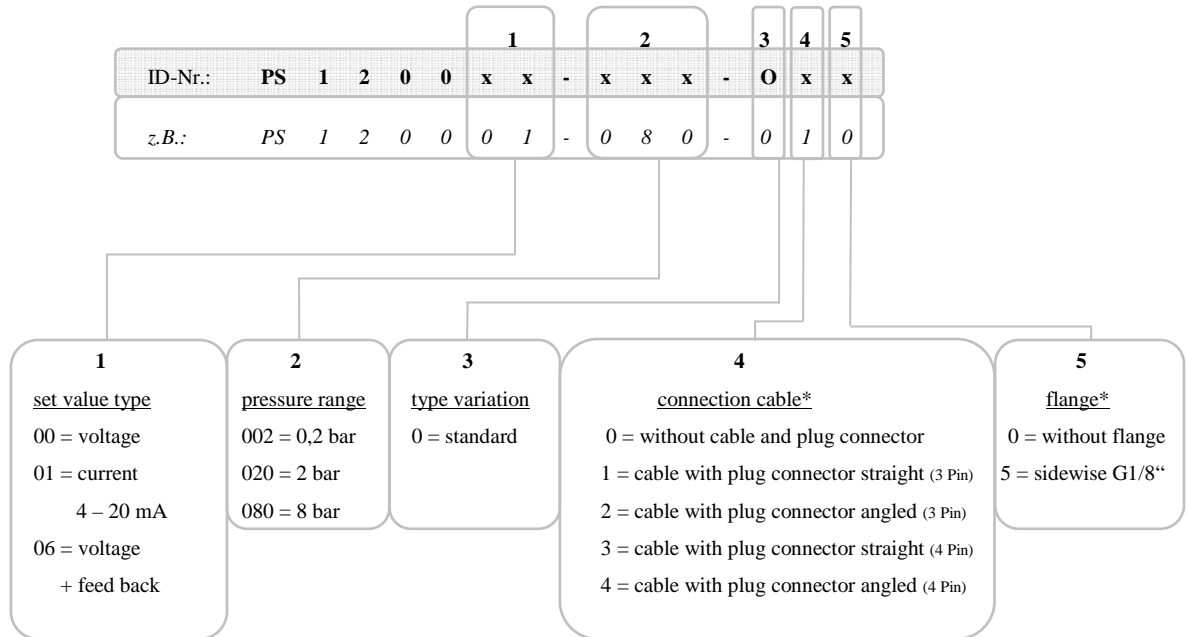 1 2 3 4 5
ID-Nr.: PS 1 2 0 0 x x - x x x - O x x
z.B.: PS 1 2 0 0 0 1 - 0 8 0 - 0 1 0
1
set value type
00 = voltage
01 = current
4 – 20 mA
06 = voltage
+ feed back
2
pressure range
002 = 0,2 bar
020 = 2 bar
080 = 8 bar
3
type variation
0 = standard
4
connection cable*
0 = without cable and plug connector
1 = cable with plug connector straight (3 Pin)
2 = cable with plug connector angled (3 Pin)
3 = cable with plug connector straight (4 Pin)
4 = cable with plug connector angled (4 Pin)
5
flange*
0 = without flange
5 = sidewise G1/8“